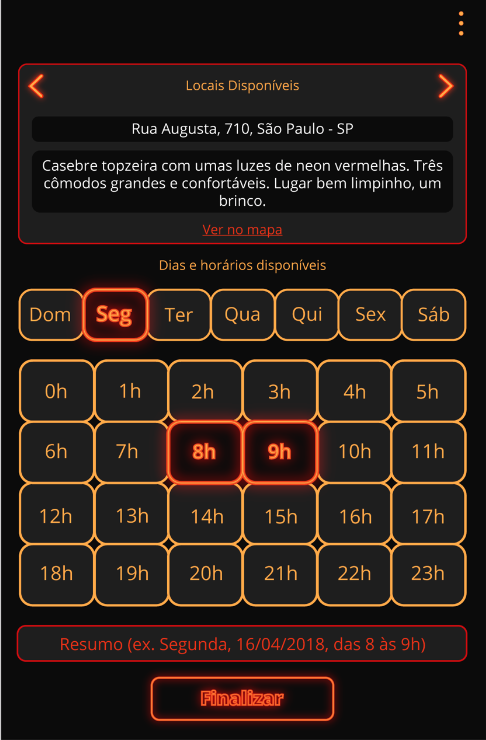 Locais Disponíveis
Rua Augusta, 710, São Paulo - SP
Casebre topzeira com umas luzes de neon vermelhas. Três
cômodos grandes e confortáveis. Lugar bem limpinho, um
brinco.
Ver no mapa
Dias e horários disponíveis
Dom Seg Ter Qua Qui Sex Sáb
0h 1h 2h 3h 4h 5h
6h 7h 8h 9h 10h 11h
12h 13h 14h 15h 16h 17h
18h 19h 20h 21h 22h 23h
Resumo (ex. Segunda, 16/04/2018, das 8 às 9h)
Finalizar